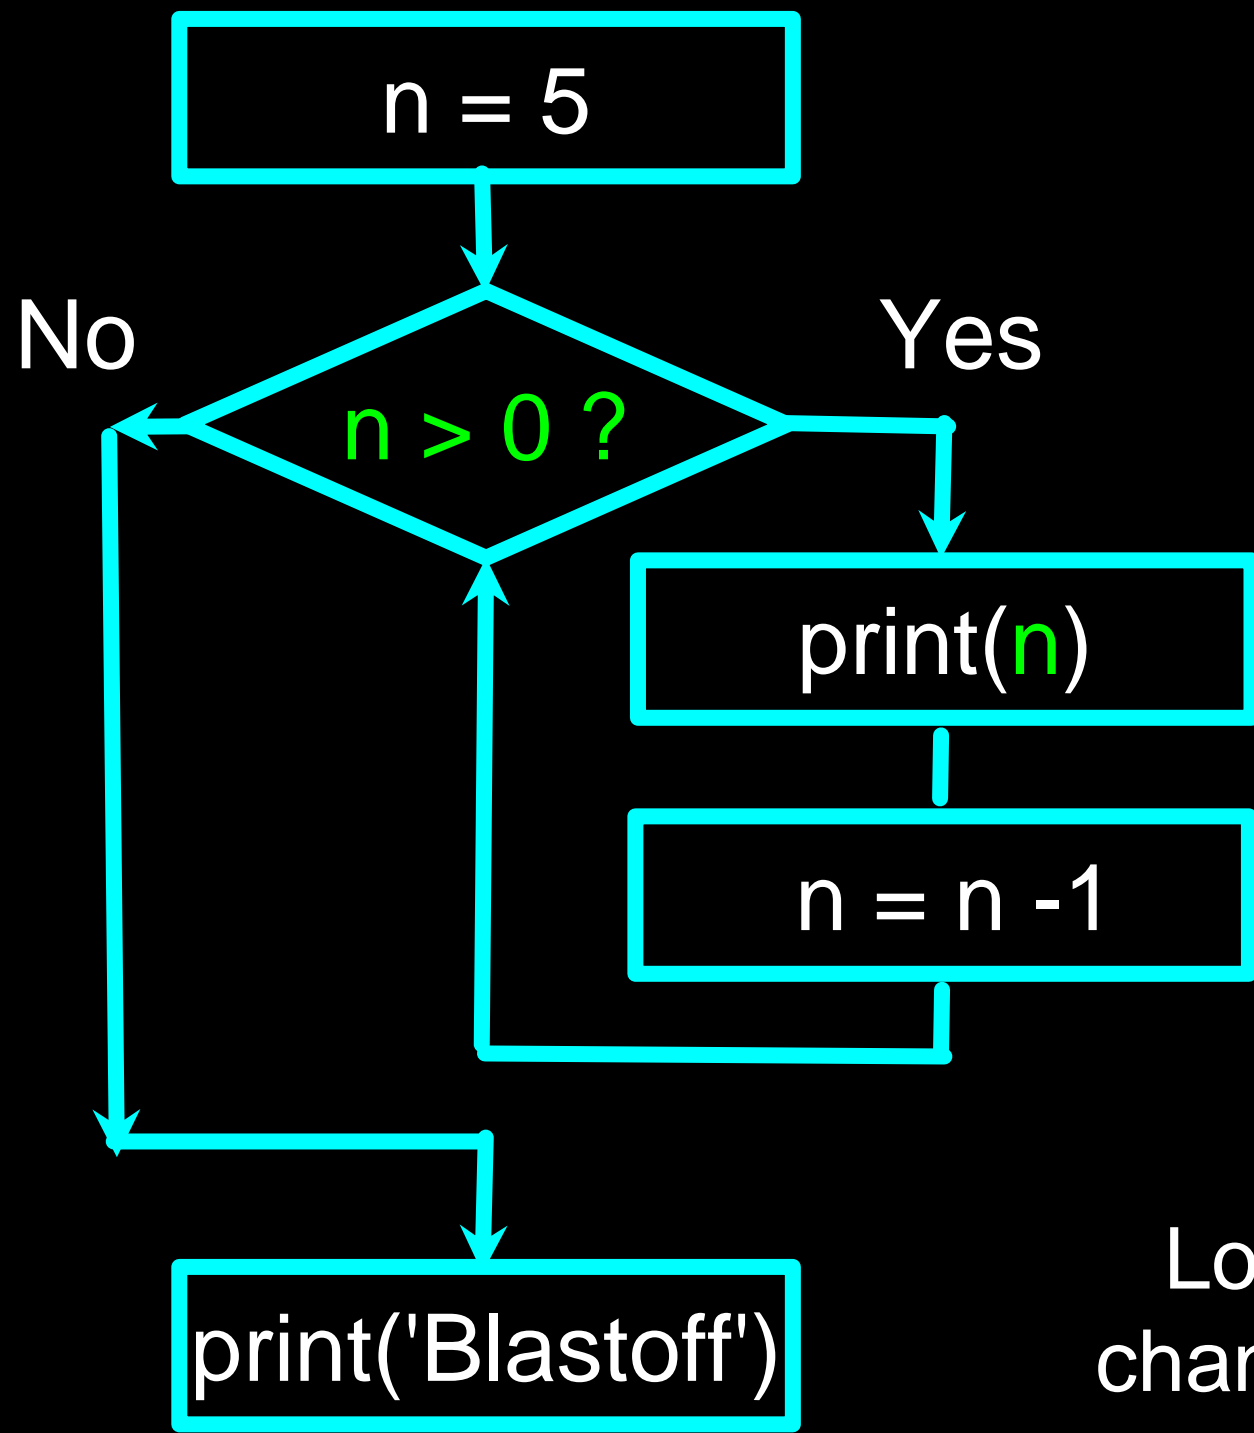 n = 5
No
Yes
n > 0 ?
print(n)
n = n -1
print('Blastoff')